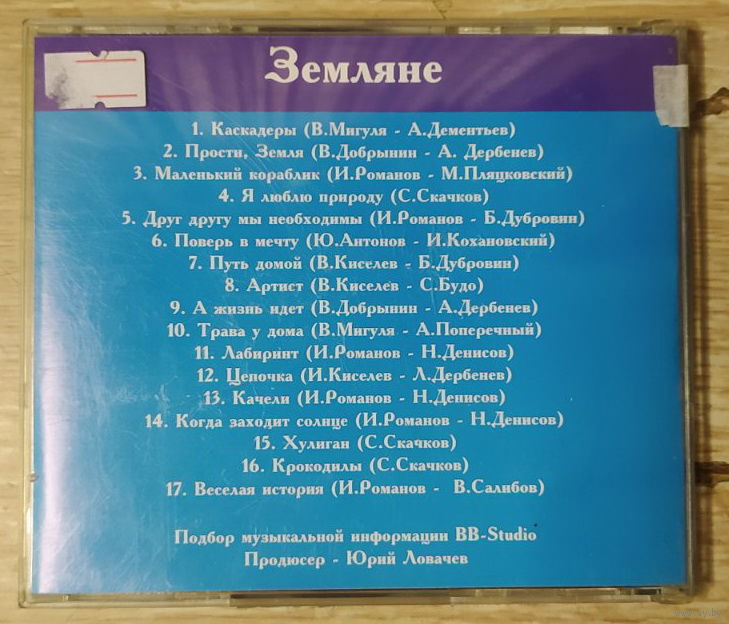 Земляне
1. Каскадеры (В.Мигуля - А.Дементьев)
2. Прости, Земля (В.Добрынин - А. Дербенев)
3. Маленький кораблик (И.Романов - М.Пляцковский)
4. Я люблю природу (С.Скачков)
5. Друг другу мы необходимы (И.Романов - Б.Дубровин)
6. Поверь в мечту (Ю.Антонов - И.Кохановский)
7. Путь домой (В.Киселев - Б.Дубровин)
8. Артист (В.Киселев - С.Будо)
9. А жизнь идет (В.Добрынин - А.Дербенев)
10. Трава у дома (В.Мигуля - А.Поперечный)
11. Лабиринт (И.Романов - Н.Денисов)
12. Цепочка (И.Киселев - Л.Дербенев)
13. Качели (И.Романов - Н.Денисов)
14. Когда заходит солнце (И.Романов - Н.Денисов)
15. Хулиган (С.Скачков)
16. Крокодилы (С.Скачков)
17. Веселая история (И.Романов - В.Салибов)
Подбор музыкальной информации BB-Studio
Продюсер - Юрий Ловачев